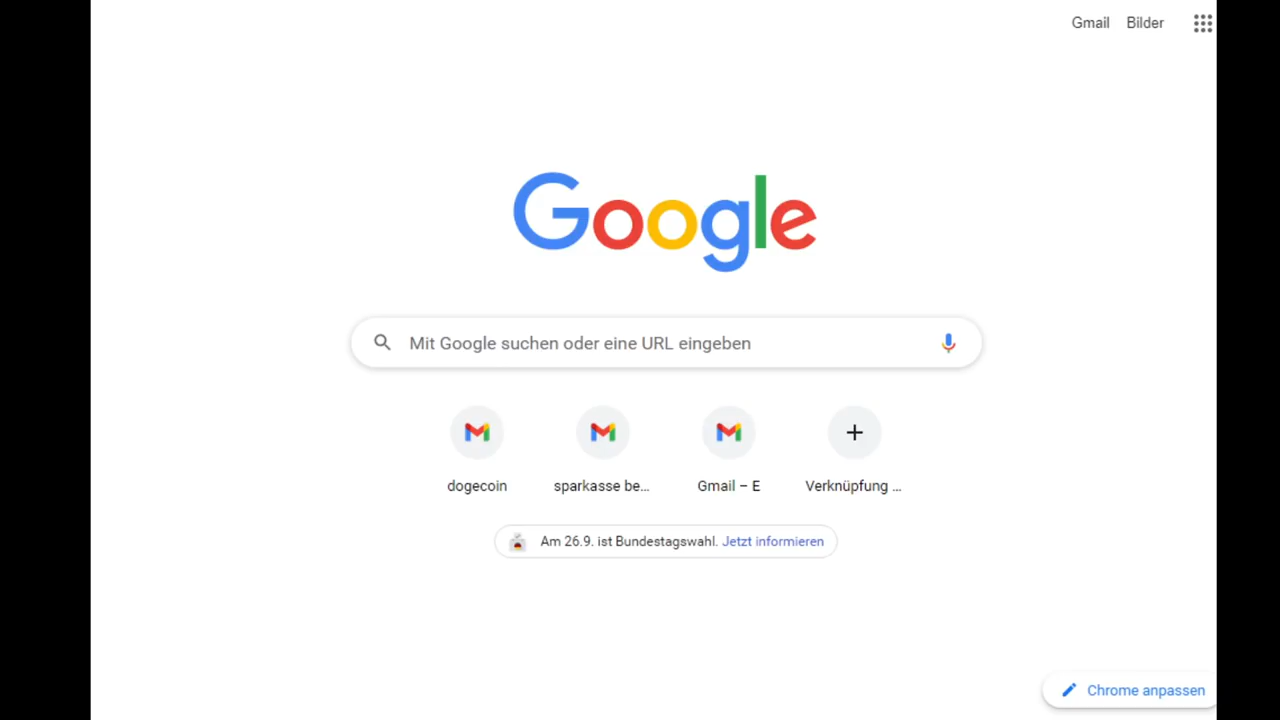 Gmail Bilder
Google
Mit Google suchen oder eine URL eingeben
dogecoin sparkasse be... Gmail – E Verknüpfung ...
Am 26.9. ist Bundestagswahl. Jetzt informieren
Chrome anpassen